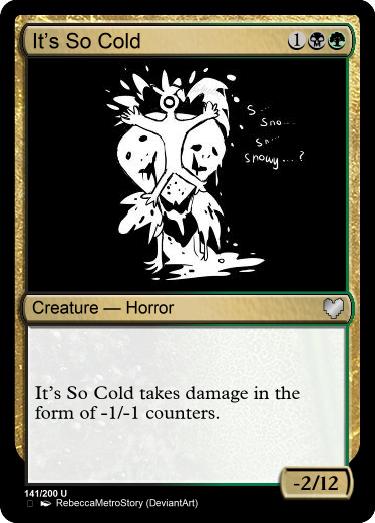 It's So Cold
1
S...
Sno...
Sn...
Snowy...?
Creature — Horror
It's So Cold takes damage in the
form of -1/-1 counters.
-2/12
141/200 U
RebeccaMetroStory (DeviantArt)